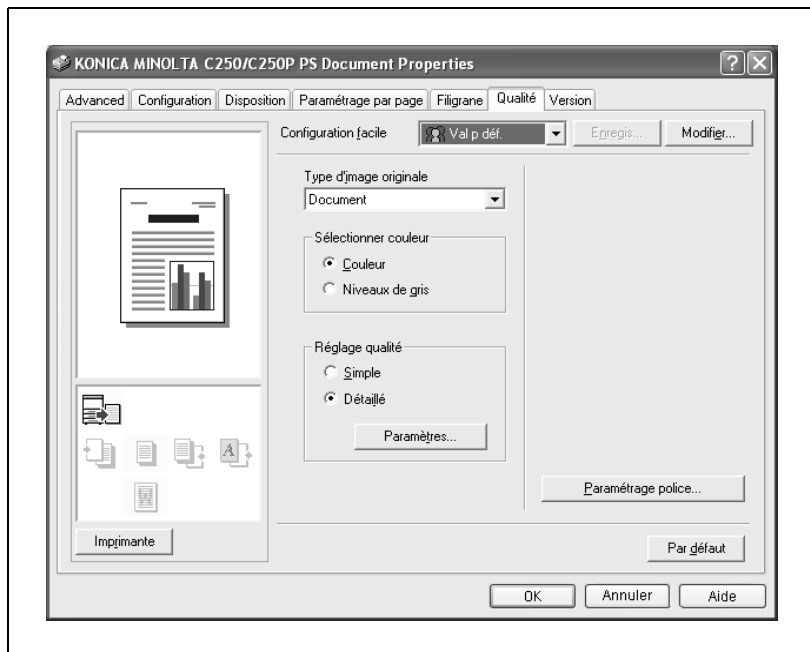 KONICA MINOLTA C250/C250P PS Document Properties
Advanced Configuration Disposition Paramétrage par page Filigrane Qualité Version
Configuration facile Val p déf. Enregis... Modifier...
Type d'image originale
Document
Sélectionner couleur
Couleur
Niveaux de gris
Réglage qualité
Simple
Détaillé
Paramètres...
A
Paramétrage police...
Imprimante
Par défaut
OK Annuler Aide